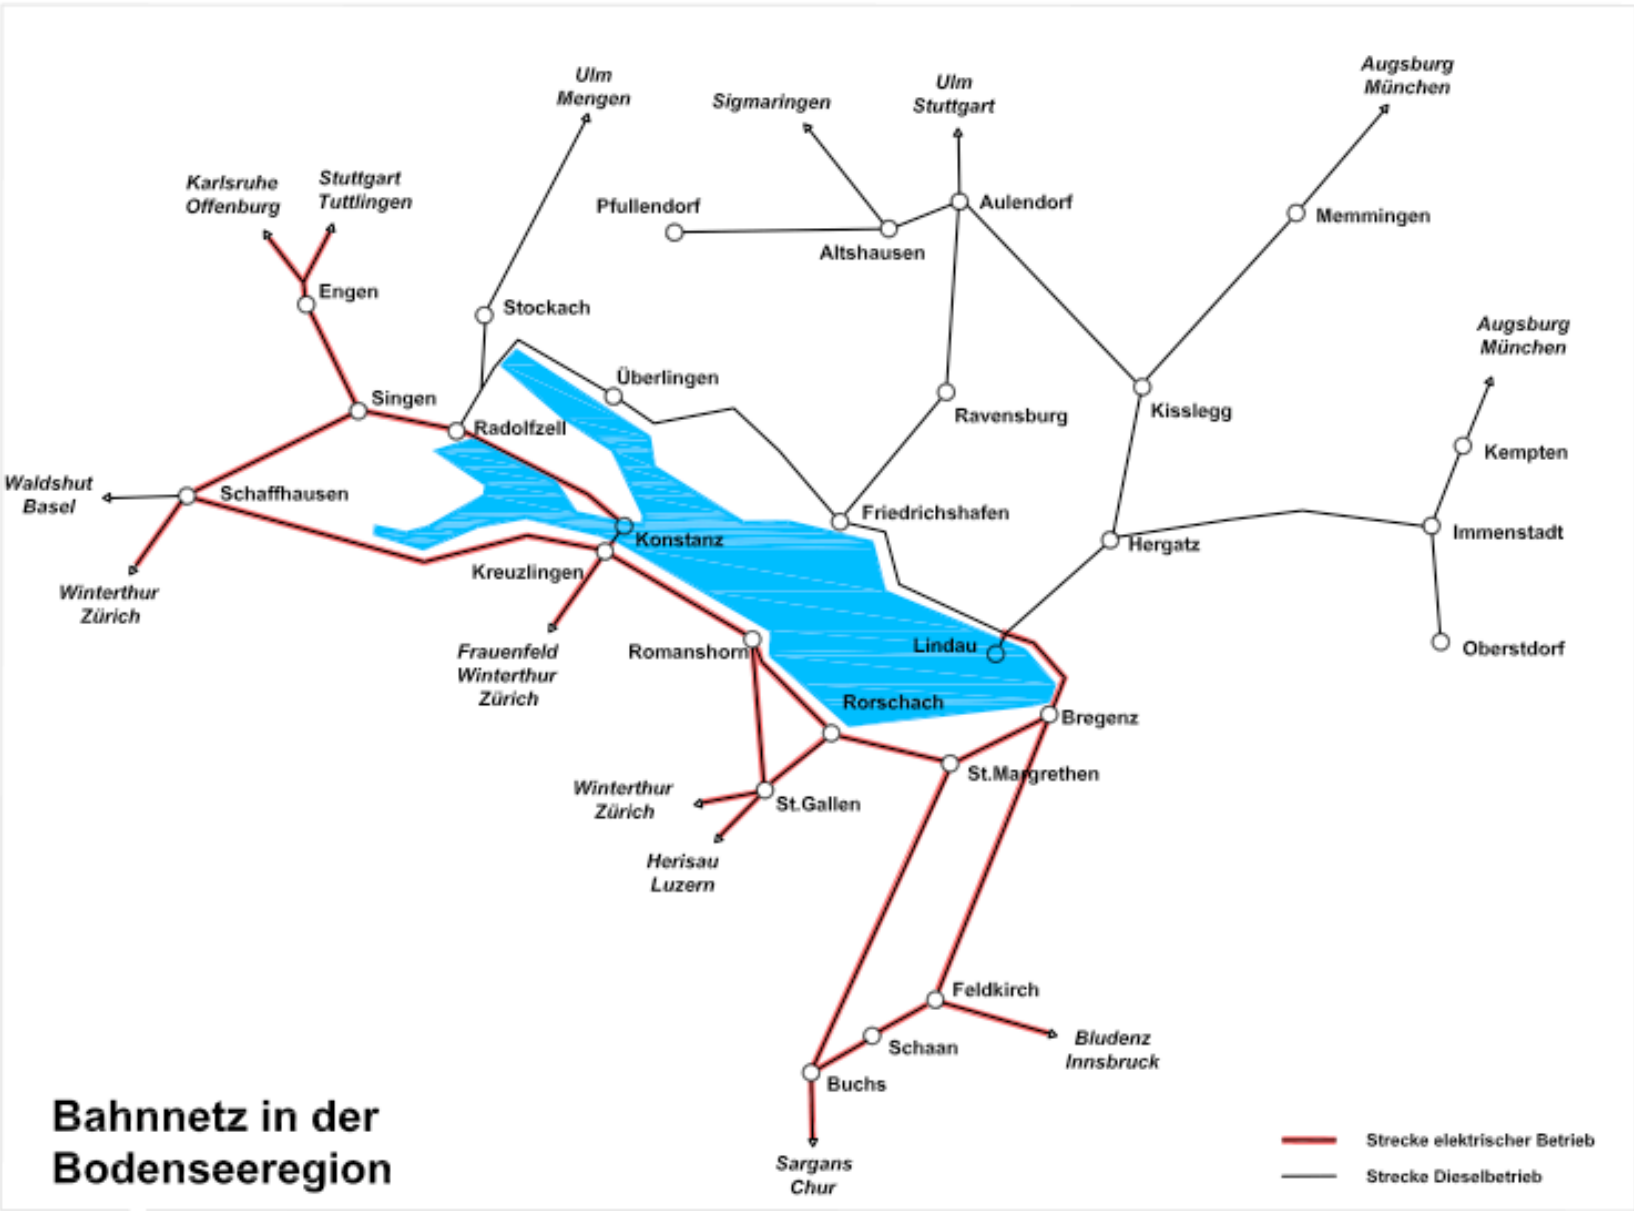 Ulm
Mengen
Sigmaringen
Ulm
Stuttgart
Augsburg
München
Karlsruhe
Offenburg
Stuttgart
Tuttlingen
Pfullendorf
Aulendorf
Memmingen
Altshausen
Engen
Stockach
Augsburg
München
Überlingen
Singen
Ravensburg
Kisslegg
Radolfzell
Kempten
Waldshut
Basel
Schaffhausen
Friedrichshafen
Konstanz
Hergatz
Immenstadt
Kreuzlingen
Winterthur
Zürich
Frauenfeld
Winterthur
Zürich
Romanshorn
Lindau
Oberstdorf
Rorschach
Bregenz
St.Margrethen
Winterthur
Zürich
St.Gallen
Herisau
Luzern
Feldkirch
Schaan
Bludenz
Innsbruck
Buchs
Sargans
Chur
Bahnnetz in der
Bodenseeregion
Strecke elektrischer Betrieb
Strecke Dieselbetrieb